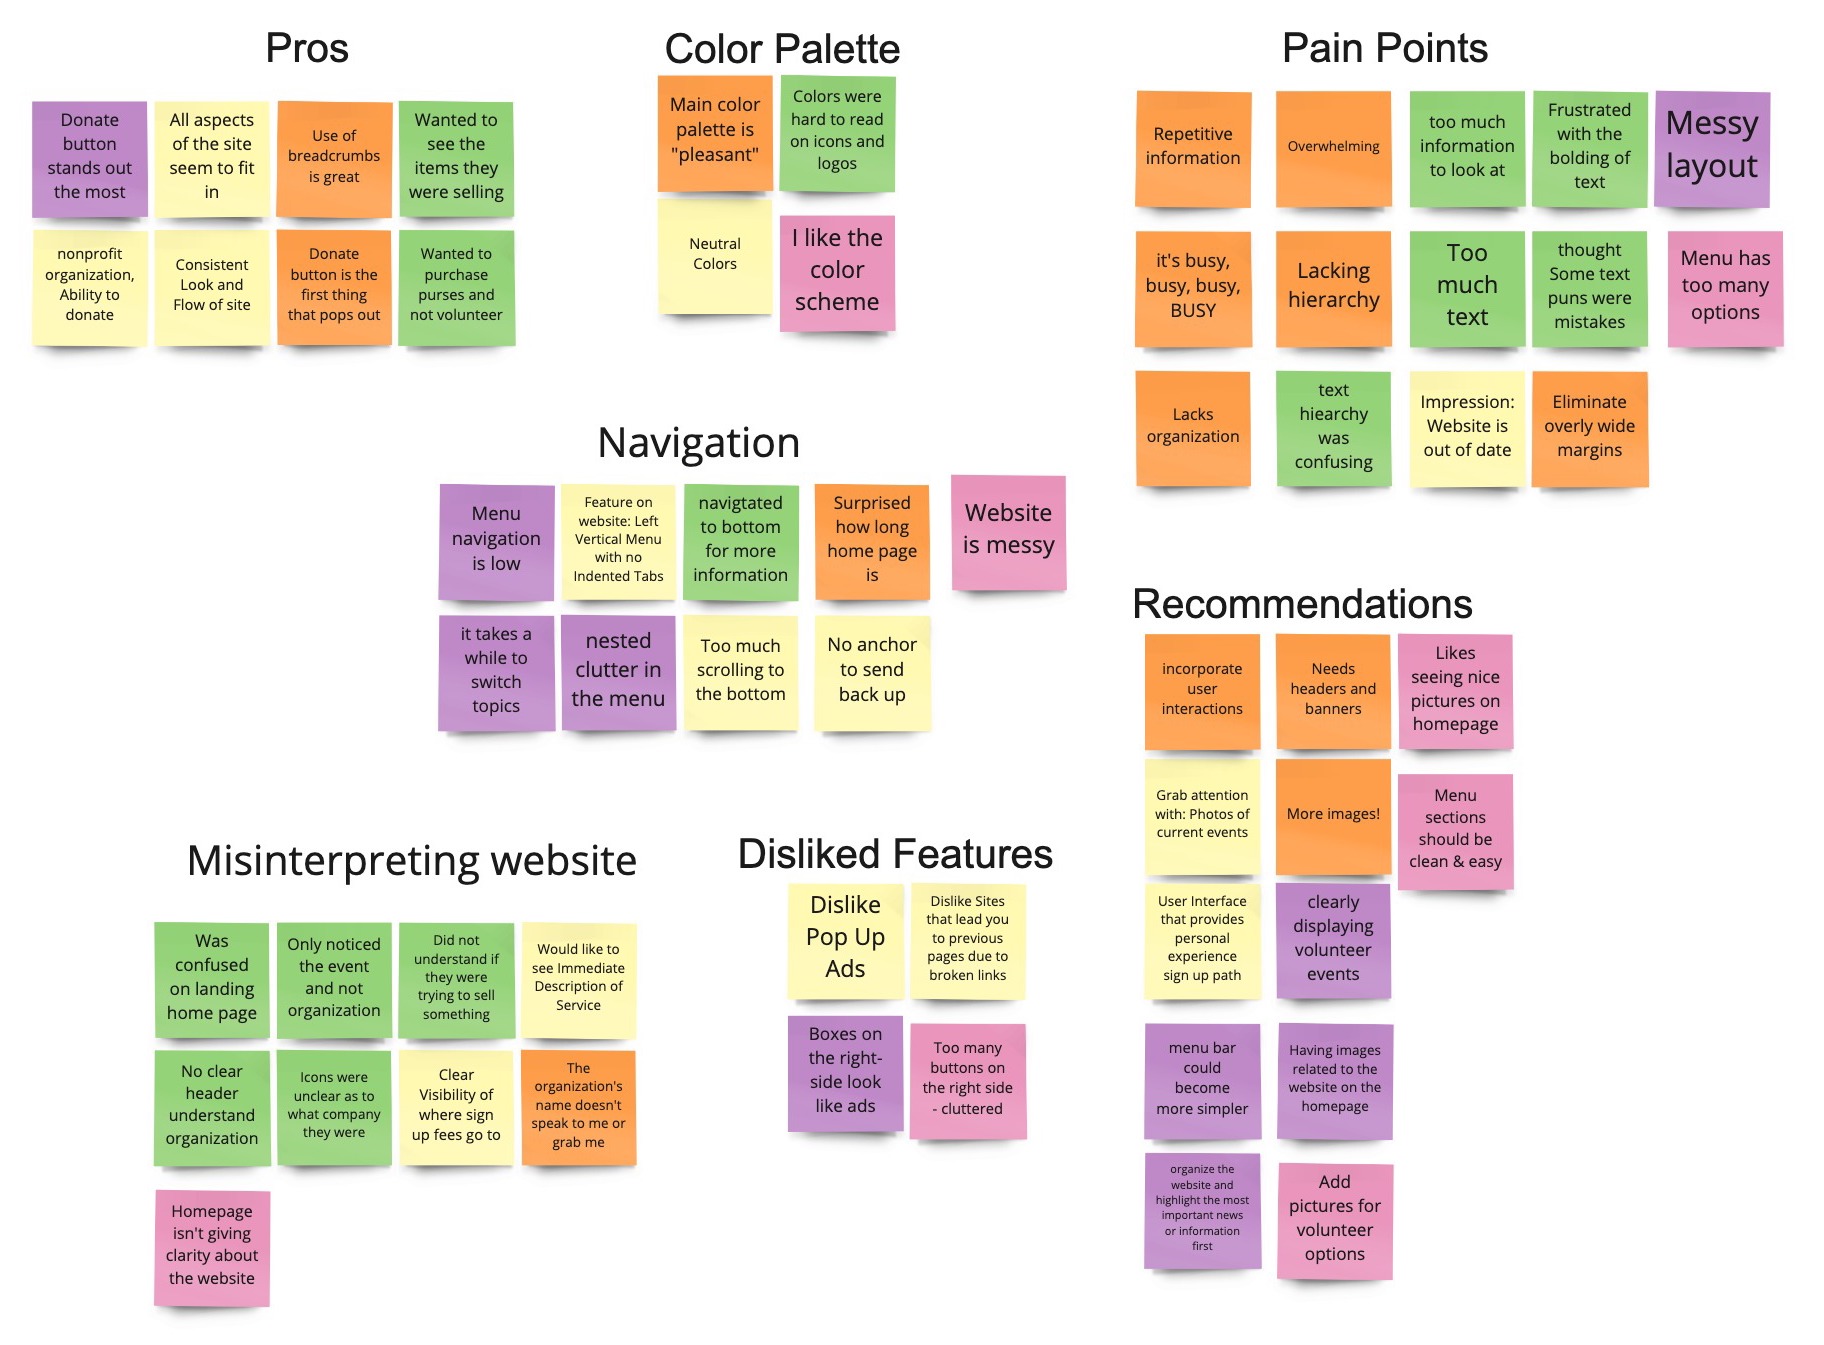 Pros
Donate
button
stands out
the most
All aspects
of the site
seem to fit
in
Use of
breadcrumbs
is great
Wanted to
see the
items they
were selling
nonprofit
organization,
Ability to
donate
Consistent
Look and
Flow of site
Donate
button is the
first thing
that pops out
Wanted to
purchase
purses and
not volunteer
Color Palette
Main color
palette is
"pleasant"
Colors were
hard to read
on icons and
logos
Neutral
Colors
I like the
color
scheme
Pain Points
Repetitive
information
Overwhelming
too much
information
to look at
Frustrated
with the
bolding of
text
Messy
layout
it's busy,
busy, busy,
BUSY
Lacking
hierarchy
Too
much
text
thought
Some text
puns were
mistakes
Menu has
too many
options
Lacks
organization
text
hiearchy
was
confusing
Impression:
Website is
out of date
Eliminate
overly wide
margins
Navigation
Menu
navigation
is low
Feature on
website: Left
Vertical Menu
with no
Indented Tabs
navigtated
to bottom
for more
information
Surprised
how long
home page
is
Website
is messy
it takes a
while to
switch
topics
nested
clutter in
the menu
Too much
scrolling to
the bottom
No anchor
to send
back up
Recommendations
incorporate
user
interactions
Needs
headers and
banners
Likes
seeing nice
pictures on
homepage
Grab attention
with: Photos of
current events
More images!
Menu
sections
should be
clean & easy
User Interface
that provides
personal
experience
sign up path
clearly
displaying
volunteer
events
menu bar
could
become
more simpler
Having images
related to the
website on the
homepage
organize the
website and
highlight the most
important news
or information
first
Add
pictures for
volunteer
options
Misinterpreting website
Was
confused
on landing
home page
Only noticed
the event
and not
organization
Did not
understand if
they were
trying to sell
something
Would like to
see Immediate
Description of
Service
No clear
header
understand
organization
Icons were
unclear as to
what company
they were
Clear
Visibility of
where sign
up fees go to
The
organization's
name doesn't
speak to me or
grab me
Homepage
isn't giving
clarity about
the website
Disliked Features
Dislike
Pop Up
Ads
Dislike Sites
that lead you
to previous
pages due to
broken links
Boxes on
the right-
side look
like ads
Too many
buttons on
the right side
- cluttered